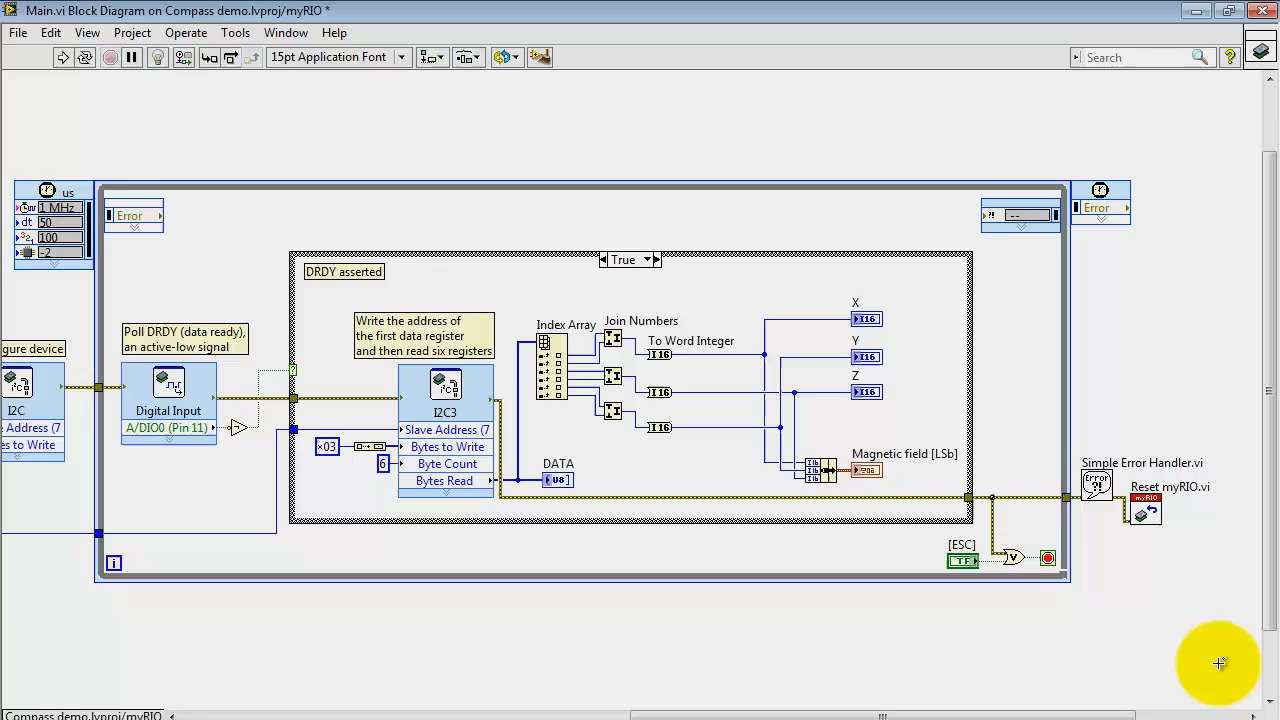 Main.vi Block Diagram on Compass demo.lvproj/myRIO *
File Edit View Project Operate Tools Window Help
15pt Application Font
Search
?
us
1 MHz
dt 50
100
-2
Error
--
Error
True
DRDY asserted
Poll DRDY (data ready),
an active-low signal
gure device
I2C
e Address (7
es to Write
Digital Input
A/DIO0 (Pin 11)
Write the address of
the first data register
and then read six registers
I2C3
Slave Address (7
Bytes to Write
Byte Count
Bytes Read
×03
6
DATA
U8]
Index Array
Join Numbers
To Word Integer
I16
I16
I16
X
I16
Y
I16
Z
I16
Magnetic field [LSb]
[ESC]
TF
i
Simple Error Handler.vi
Error
?!
Reset myRIO.vi
myRIO
Compass demo.lvproj/myRIO